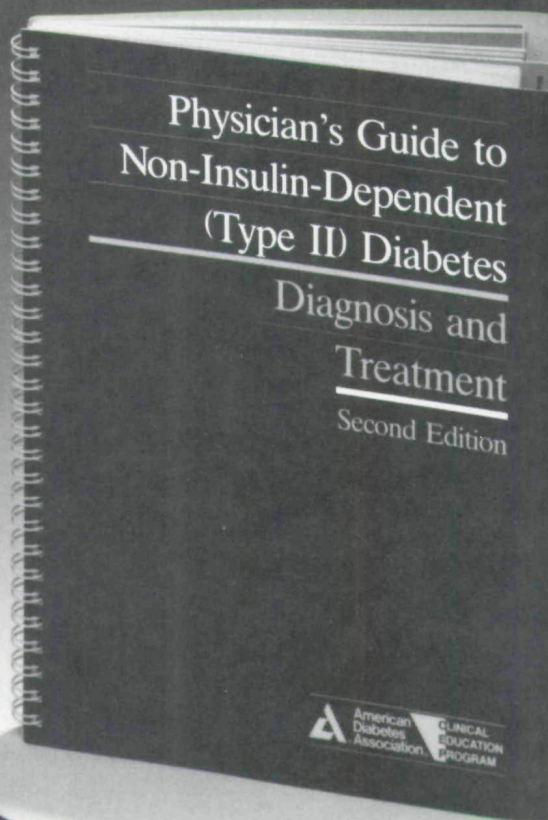 Physician's Guide to
Non-Insulin-Dependent
(Type II) Diabetes
Diagnosis and
Treatment
Second Edition
American
Diabetes
Association
CLINICAL
EDUCATION
PROGRAM